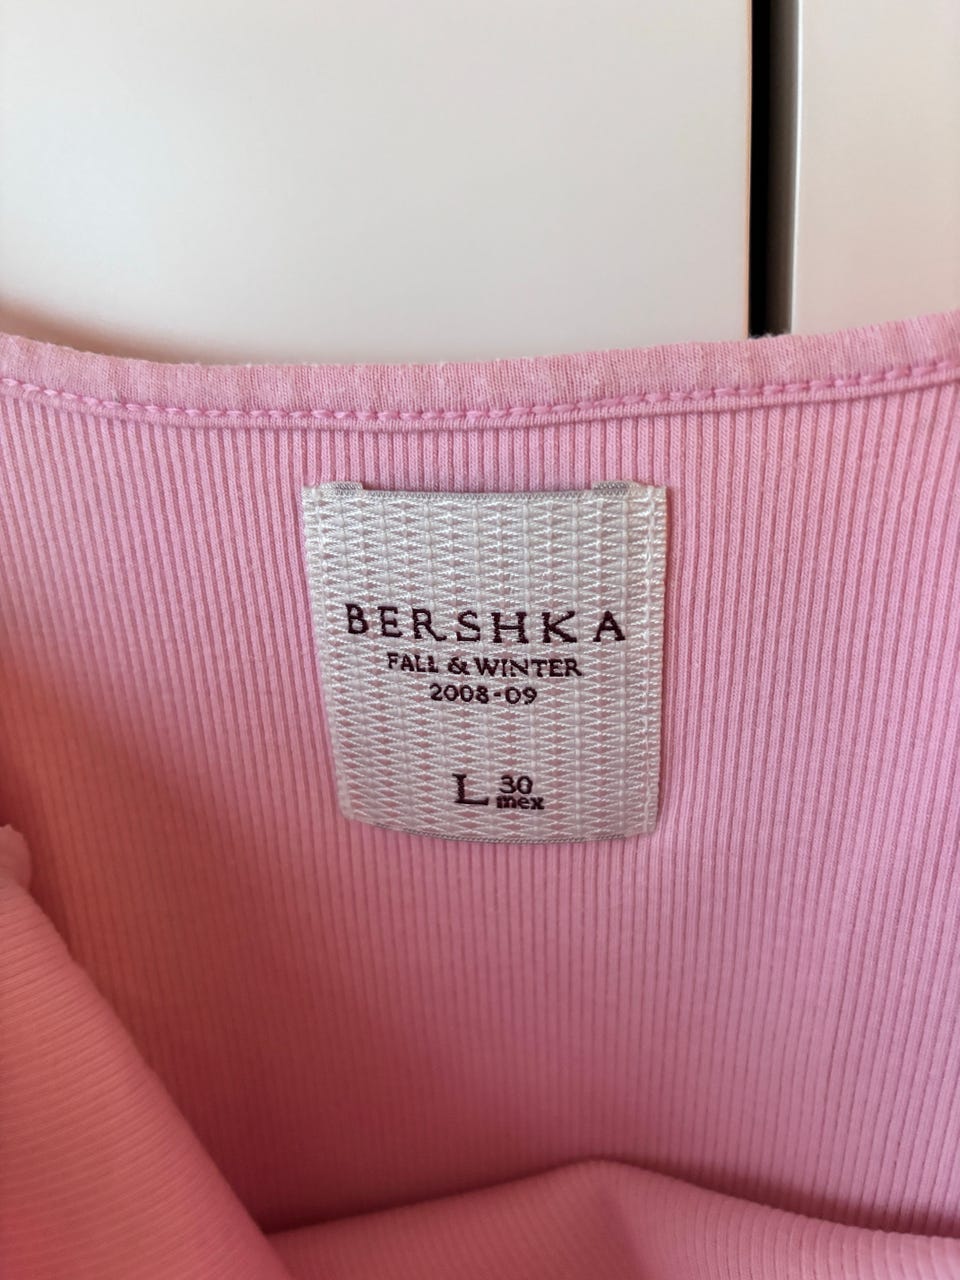 BERSHKA
FALL & WINTER
2008-09
L 30
mex